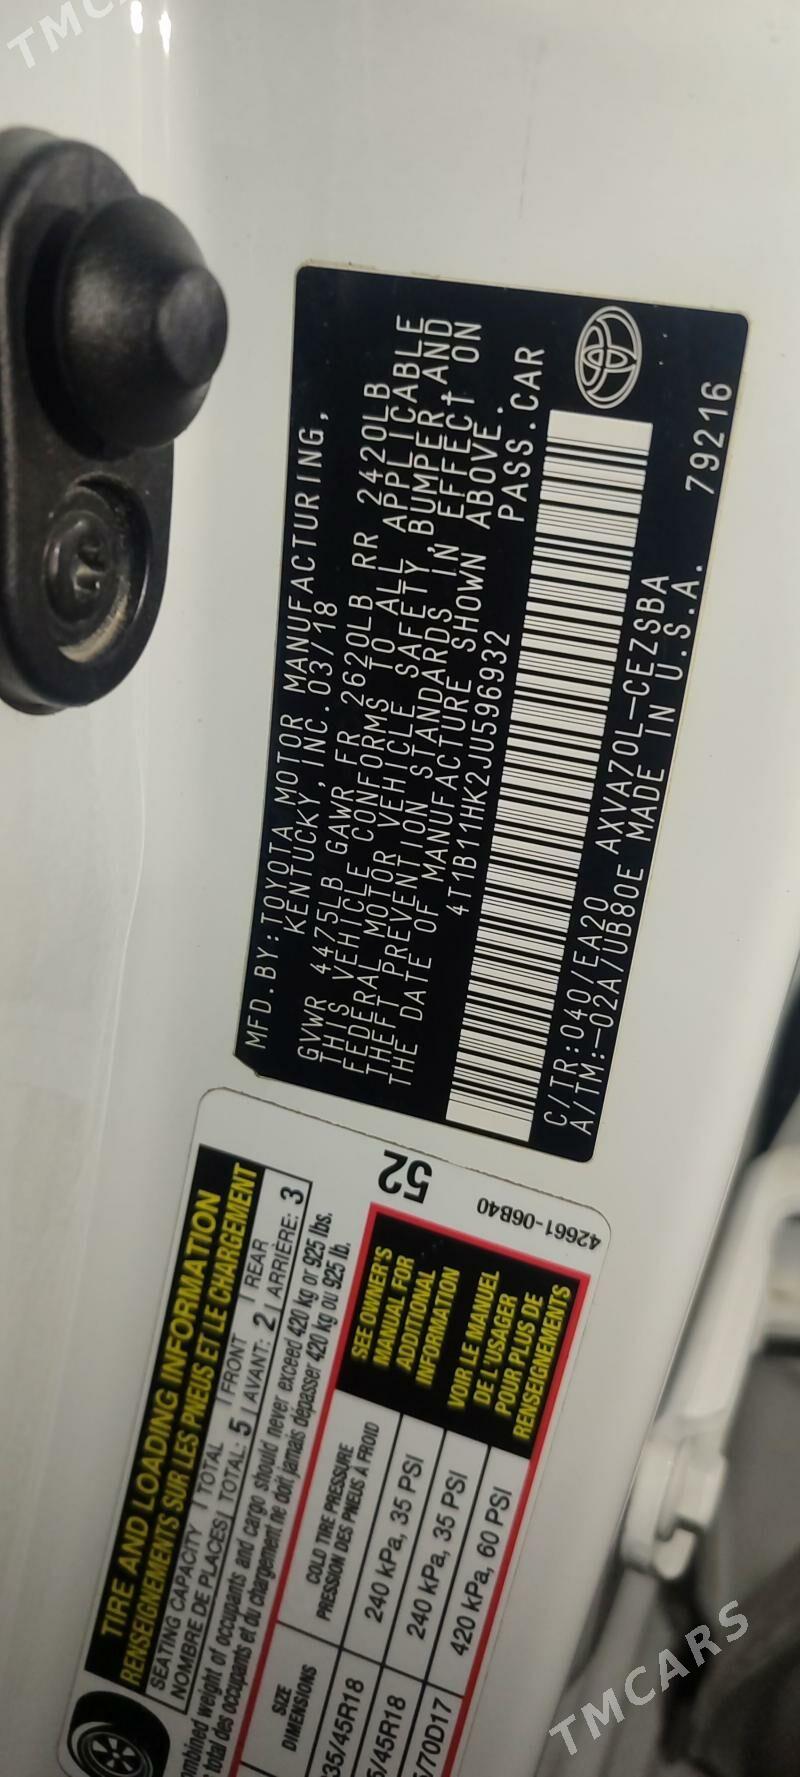 TMCARS
MFD.BY:TOYOTA MOTOR MANUFACTURING,
KENTUCKY, INC. 03/18
GVWR 4475LB GAWR FR 2620LB RR 2420LB
THIS VEHICLE CONFORMS TO ALL APPLICABLE
FEDERAL MOTOR VEHICLE SAFETY, BUMPER, AND
THEFT PREVENTION STANDARDS IN EFFECT ON
THE DATE OF MANUFACTURE SHOWN ABOVE.
4T1B11HK2JU596932 PASS.CAR
C/TR:040/EA20 AXVA70L-CEZSBA
A/TM:-02A/UB80E MADE IN U.S.A. 79216
TIRE AND LOADING INFORMATION
RENSEIGNEMENTS SUR LES PNEUS ET LE CHARGEMENT
SEATING CAPACITY TOTAL FRONT REAR
NOMBRE DE PLACES TOTAL: 5 AVANT: 2 ARRIÈRE: 3
weight of occupants and cargo should never exceed 420 kg or 925 lbs.
total des occupants et du chargement ne doit jamais dépasser 420 kg ou 925 lb.
52
42661-06B40
SIZE
DIMENSIONS
COLD TIRE PRESSURE
PRESSION DES PNEUS À FROID
35/45R18 240 kPa, 35 PSI
5/45R18 240 kPa, 35 PSI
/70D17 420 kPa, 60 PSI
SEE OWNER'S
MANUAL FOR
ADDITIONAL
INFORMATION
VOIR LE MANUEL
DE L'USAGER
POUR PLUS DE
RENSEIGNEMENTS
TMCARS